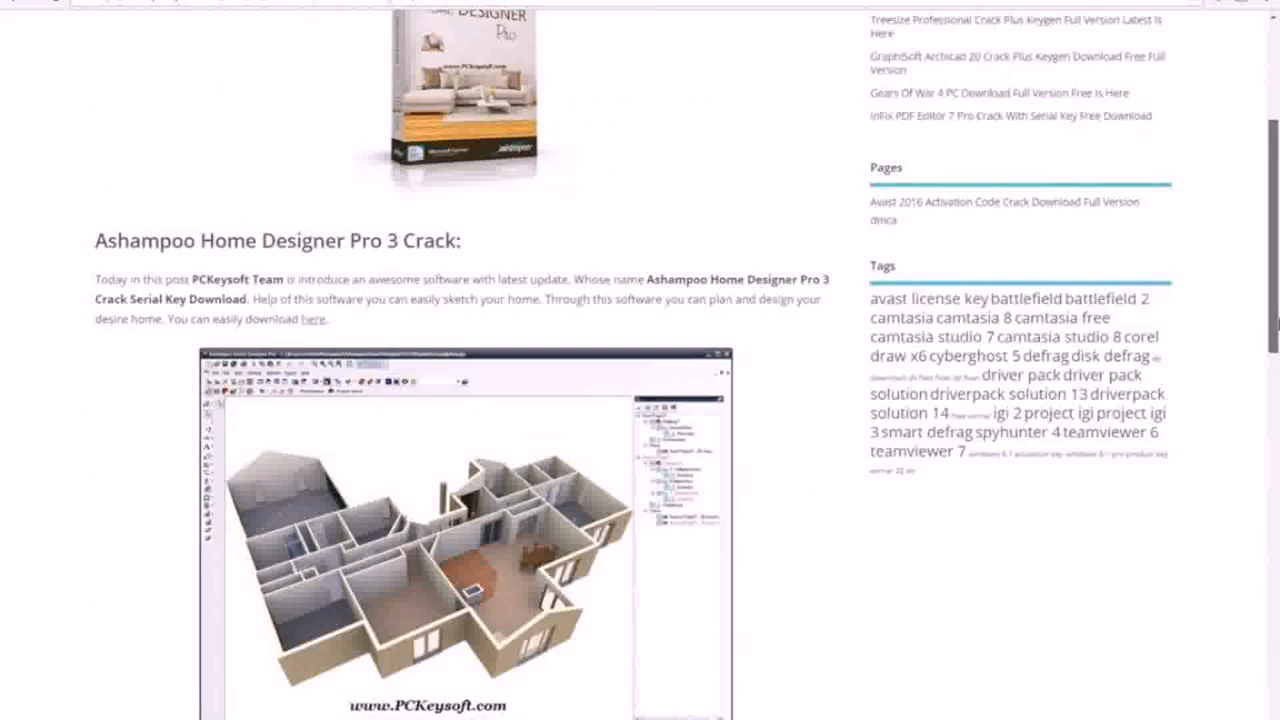 DESIGNER
Pro
www.PCKeysoft.com
Ashampoo
Ashampoo Home Designer Pro 3 Crack:
Today in this post PCKeysoft Team is introduce an awesome software with latest update. Whose name Ashampoo Home Designer Pro 3
Crack Serial Key Download. Help of this software you can easily sketch your home. Through this software you can plan and design your
desire home. You can easily download here.
www.PCKeysoft.com
Treesize Professional Crack Plus Keygen Full Version Latest Is
Here
GraphiSoft Archicad 20 Crack Plus Keygen Download Free Full
Version
Gears Of War 4 PC Download Full Version Free Is Here
InFix PDF Editor 7 Pro Crack With Serial Key Free Download
Pages
Avast 2016 Activation Code Crack Download Full Version
dmca
Tags
avast license key battlefield battlefield 2
camtasia camtasia 8 camtasia free
camtasia studio 7 camtasia studio 8 corel
draw x6 cyberghost 5 defrag disk defrag
driver pack driver pack
solution driverpack solution 13 driverpack
solution 14 igi 2 project igi project igi
3 smart defrag spyhunter 4 teamviewer 6
teamviewer 7